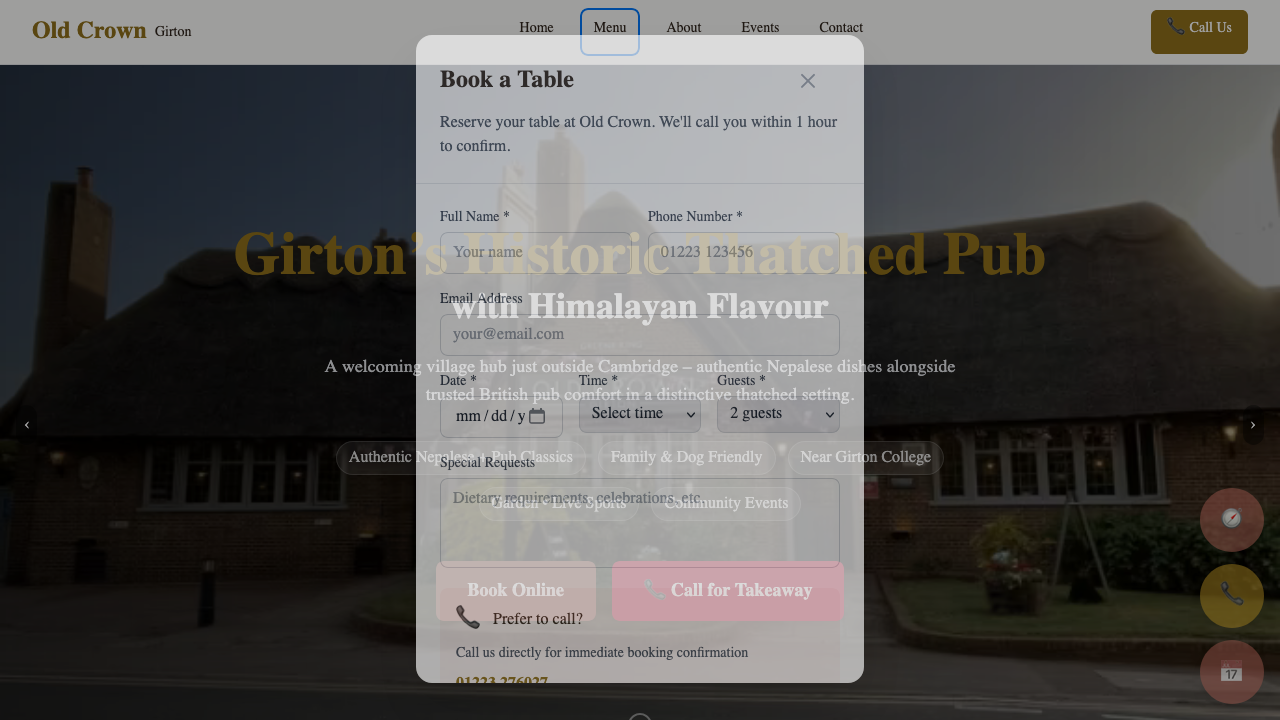 Old Crown Girton
Home
Menu
About
Events
Contact
📞 Call Us
Book a Table
Reserve your table at Old Crown. We'll call you within 1 hour
to confirm.
Full Name *
Phone Number *
Your name
01223 123456
Girton's Historic Thatched Pub
Email Address
with Himalayan Flavour
your@email.com
A welcoming village hub just outside Cambridge – authentic Nepalese dishes alongside
Date *
Time *
Guests *
trusted British pub comfort in a distinctive thatched setting.
mm / dd / y
Select time
2 guests
‹
›
Authentic Nepalese + Pub Classics
Family & Dog Friendly
Near Girton College
Special Requests
Dietary requirements, celebrations, etc.
Garden • Live Sports
Community Events
Book Online
📞 Call for Takeaway
📞 Prefer to call?
Call us directly for immediate booking confirmation
01223 276027
17